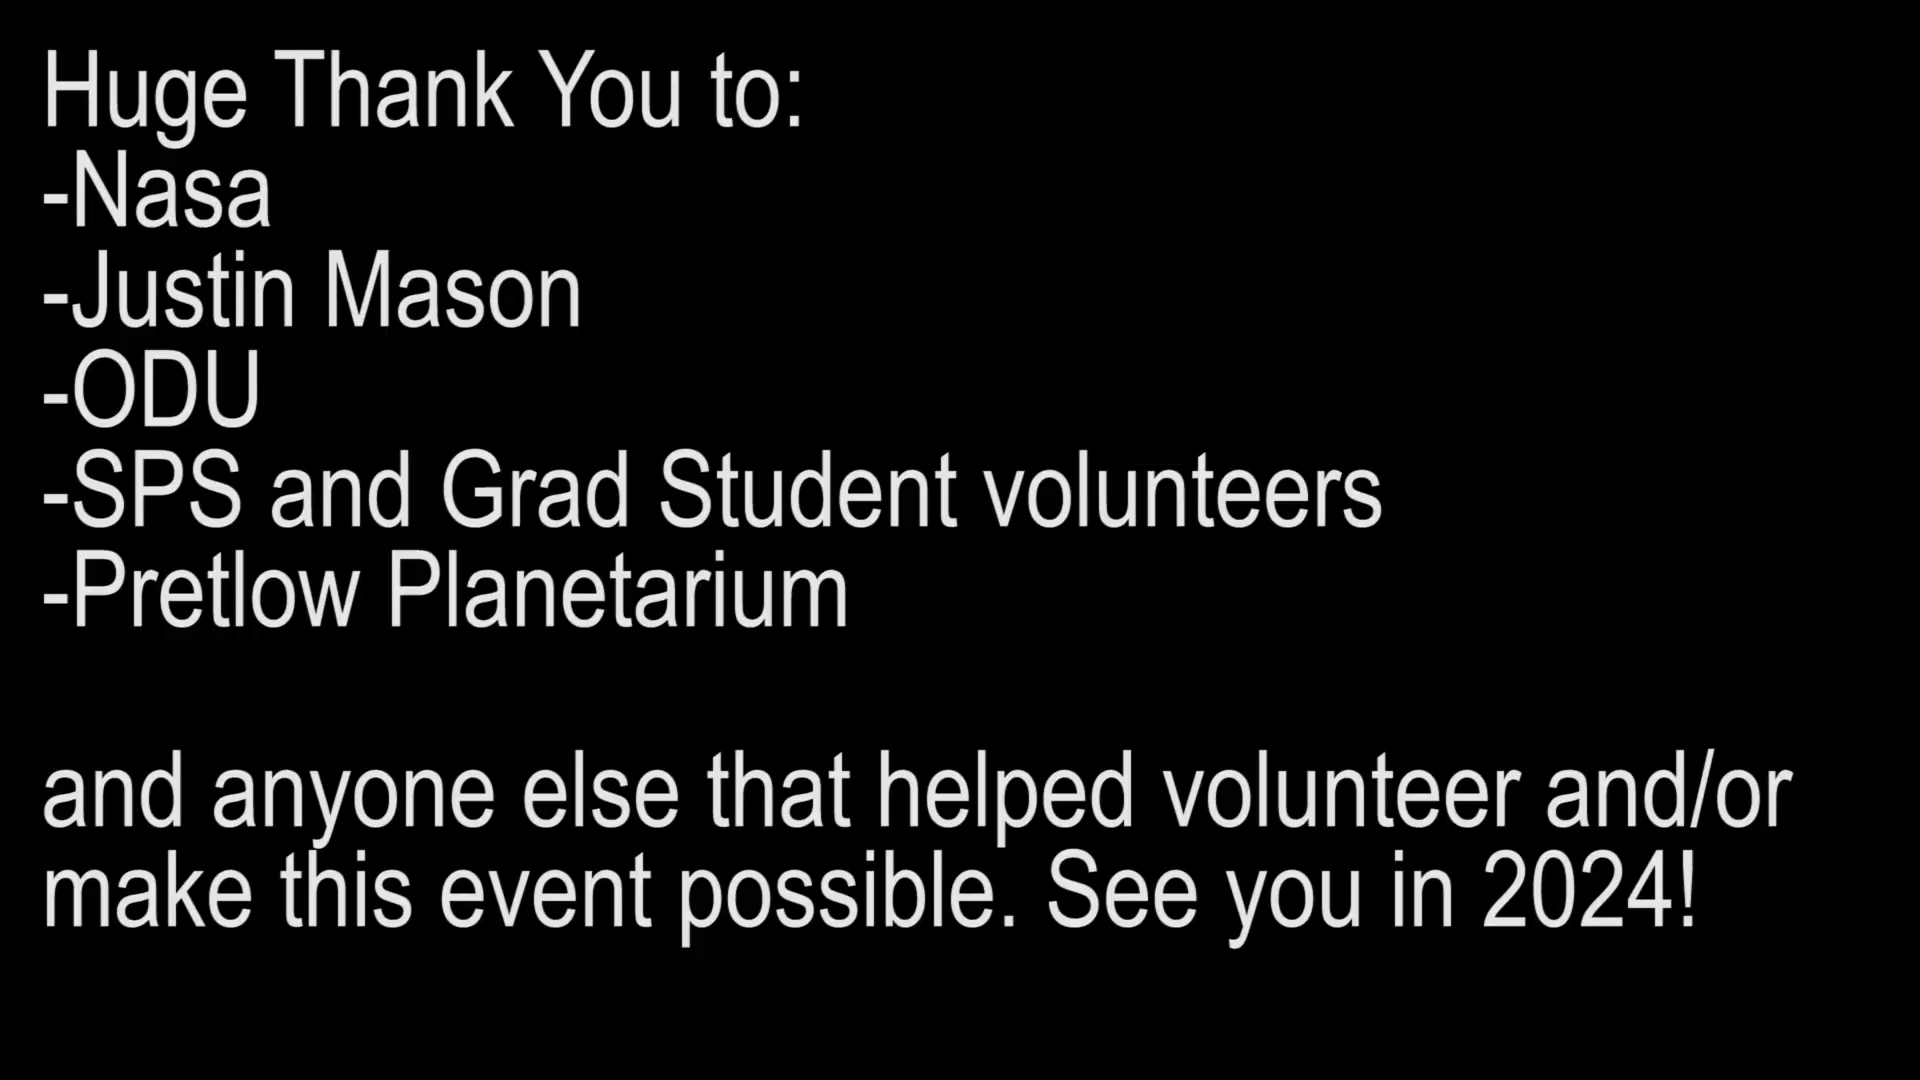 Huge Thank You to:
-Nasa
-Justin Mason
-ODU
-SPS and Grad Student volunteers
-Pretlow Planetarium
and anyone else that helped volunteer and/or
make this event possible. See you in 2024!